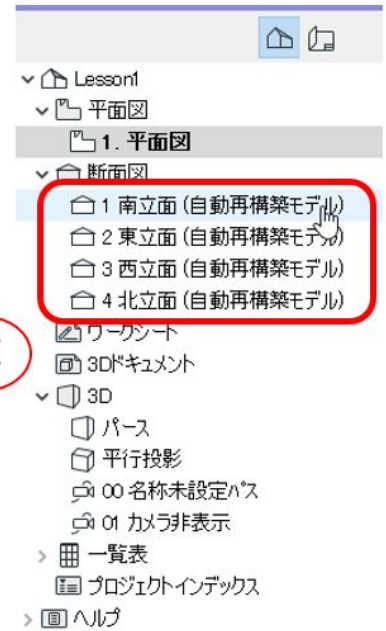 Lesson1
平面図
1. 平面図
断面図
1 南立面 (自動再構築モデル)
2 東立面 (自動再構築モデル)
3 西立面 (自動再構築モデル)
4 北立面 (自動再構築モデル)
ワークシート
3Dドキュメント
3D
パース
平行投影
00 名称未設定パス
01 カメラ非表示
一覧表
プロジェクトインデックス
ヘルプ